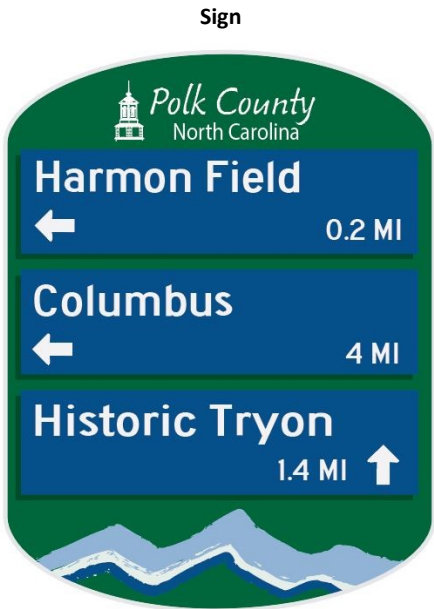 Sign
Polk County
North Carolina
Harmon Field
0.2 MI
Columbus
4 MI
Historic Tryon
1.4 MI